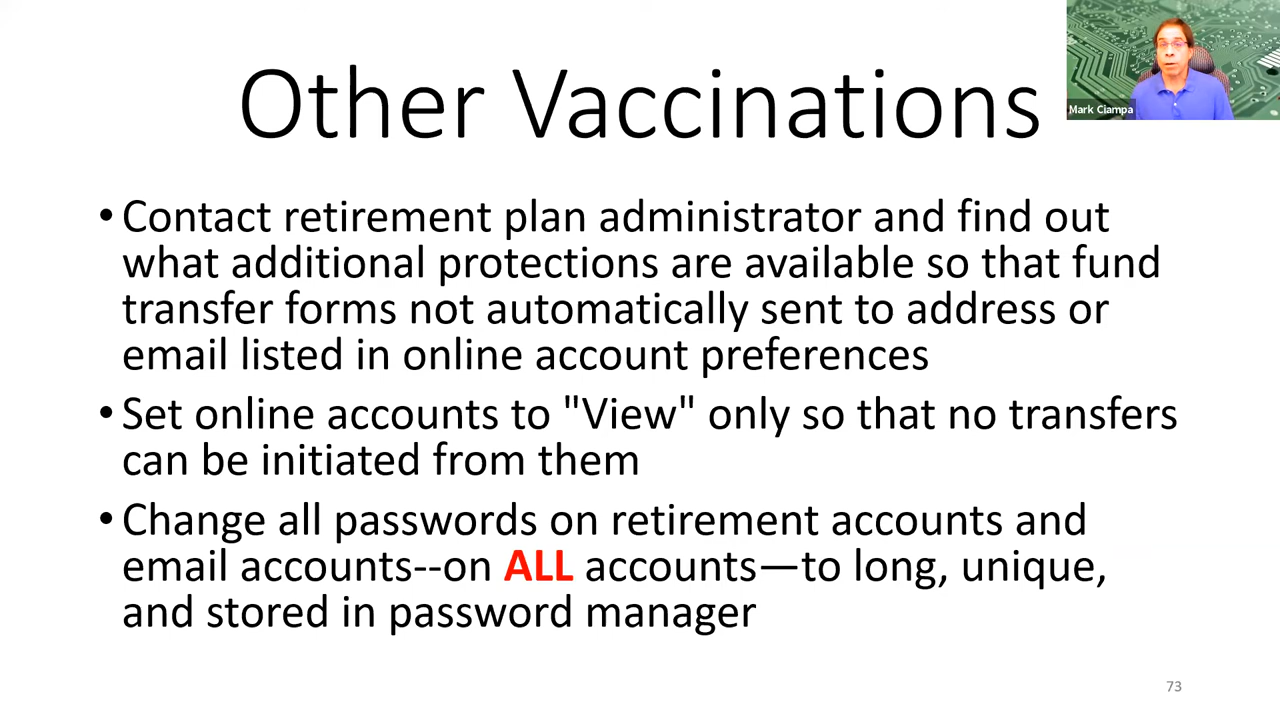 Other Vaccinations
Mark Ciampa
• Contact retirement plan administrator and find out
what additional protections are available so that fund
transfer forms not automatically sent to address or
email listed in online account preferences
• Set online accounts to "View" only so that no transfers
can be initiated from them
• Change all passwords on retirement accounts and
email accounts--on ALL accounts—to long, unique,
and stored in password manager
73